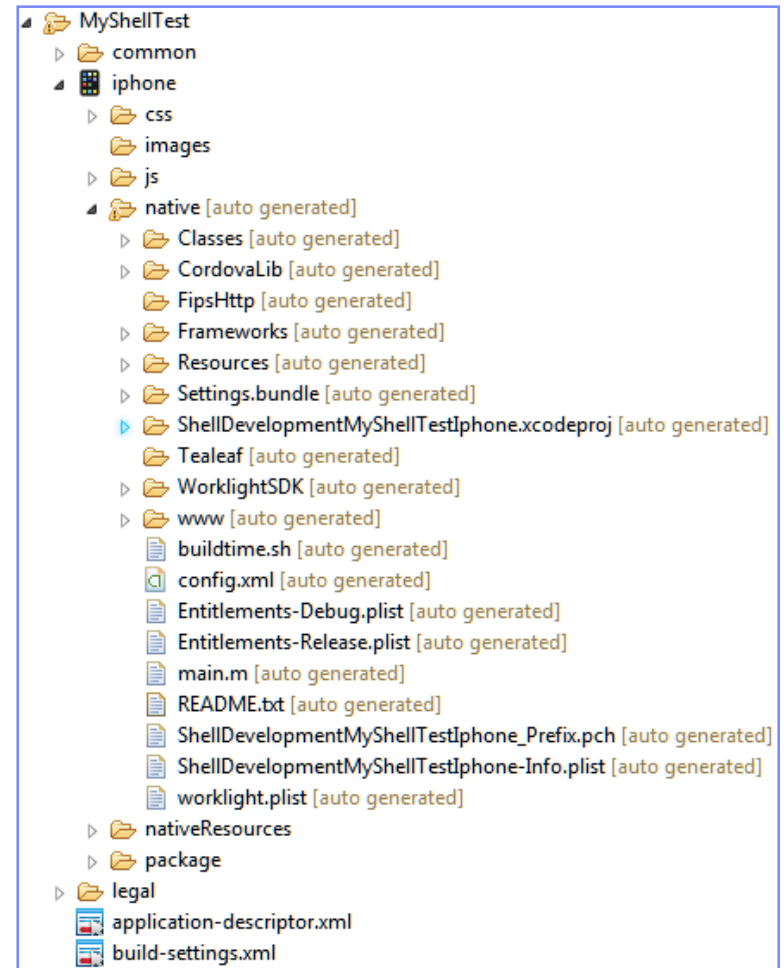 MyShellTest
common
iphone
css
images
js
native [auto generated]
Classes [auto generated]
CordovaLib [auto generated]
FipsHttp [auto generated]
Frameworks [auto generated]
Resources [auto generated]
Settings.bundle [auto generated]
ShellDevelopmentMyShellTestIphone.xcodeproj [auto generated]
Tealeaf [auto generated]
WorklightSDK [auto generated]
www [auto generated]
buildtime.sh [auto generated]
config.xml [auto generated]
Entitlements-Debug.plist [auto generated]
Entitlements-Release.plist [auto generated]
main.m [auto generated]
README.txt [auto generated]
ShellDevelopmentMyShellTestIphone_Prefix.pch [auto generated]
ShellDevelopmentMyShellTestIphone-Info.plist [auto generated]
worklight.plist [auto generated]
nativeResources
package
legal
application-descriptor.xml
build-settings.xml